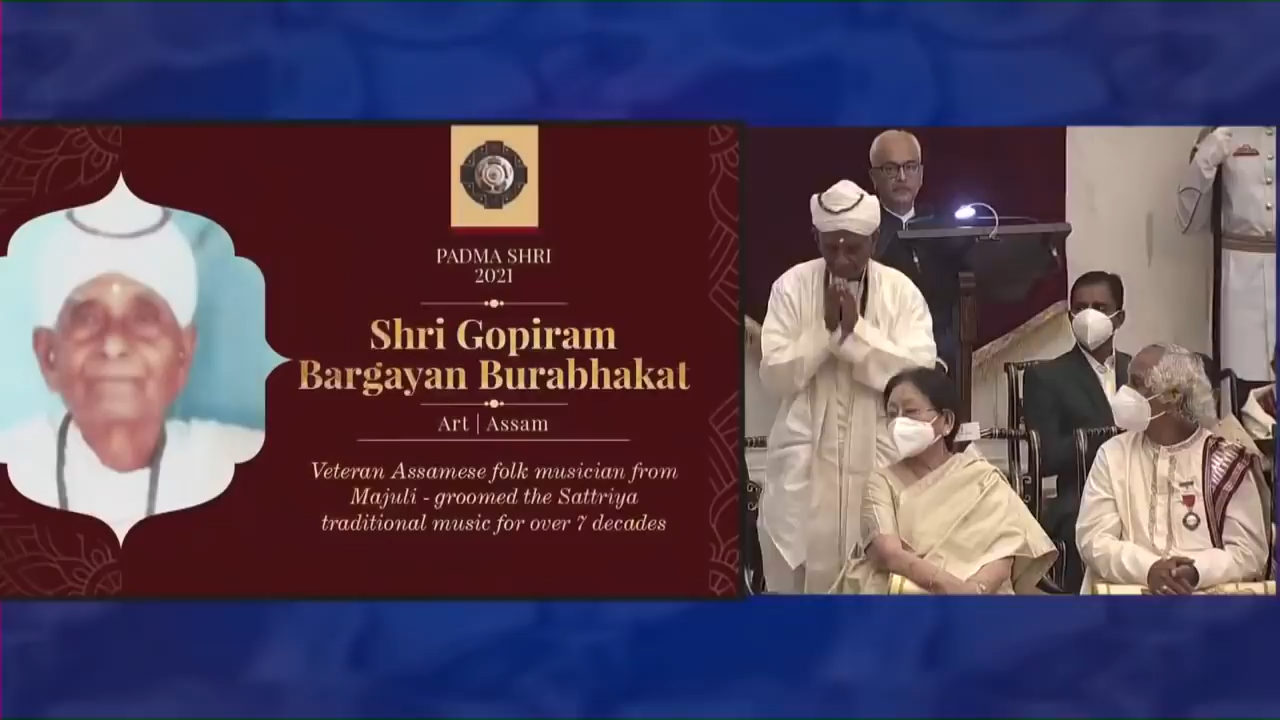 PADMA SHRI
2021
Shri Gopiram
Bargayan Burabhakat
Art | Assam
Veteran Assamese folk musician from
Majuli - groomed the Sattriya
traditional music for over 7 decades